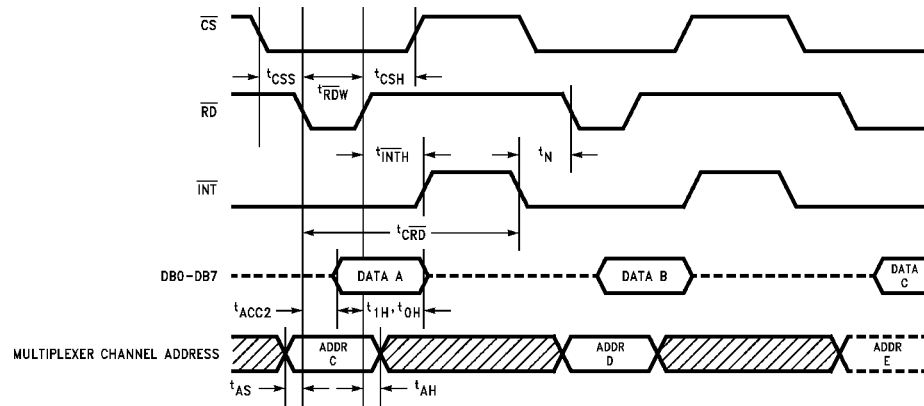 CS
tCSS
tRDW
tCSH
RD
tINTH
tN
INT
tCRD
DB0-DB7
DATA A
DATA B
DATA
C
tACC2
t1H, t0H
MULTIPLEXER CHANNEL ADDRESS
ADDR
C
ADDR
D
ADDR
E
tAS
tAH